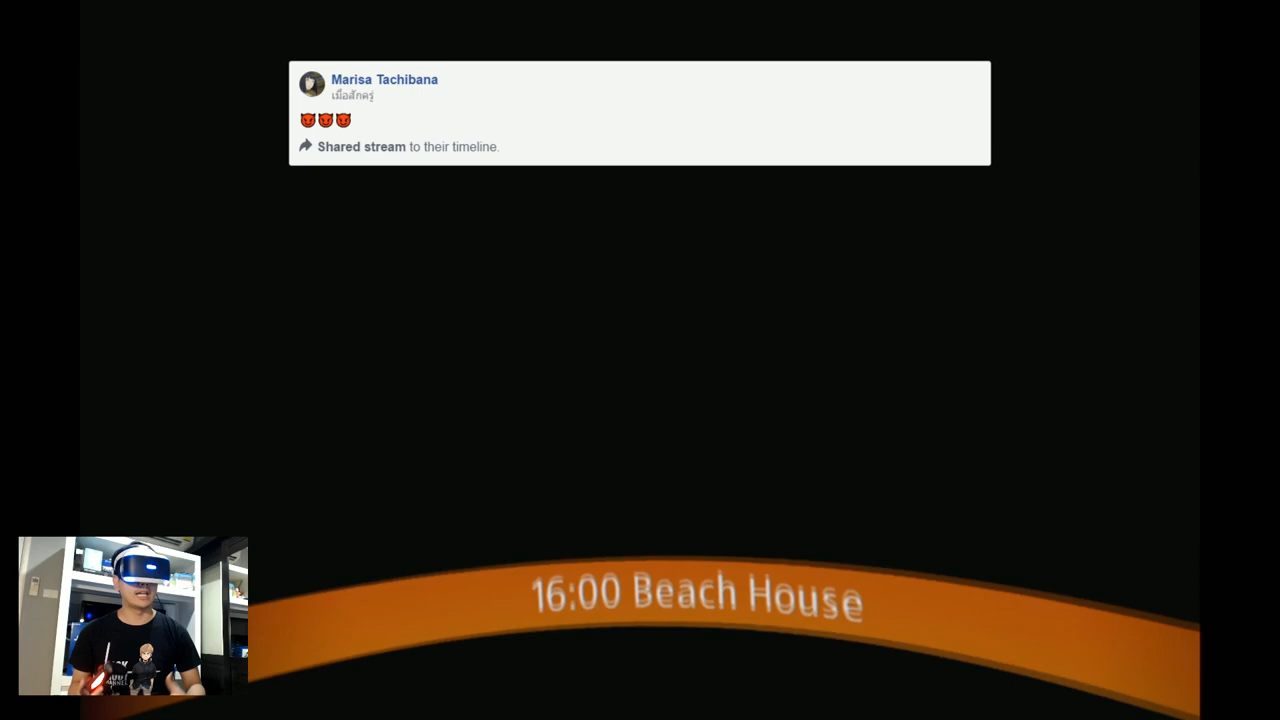 Marisa Tachibana
เมื่อสักครู่
😈😈😈
Shared stream to their timeline.
16:00 Beach House